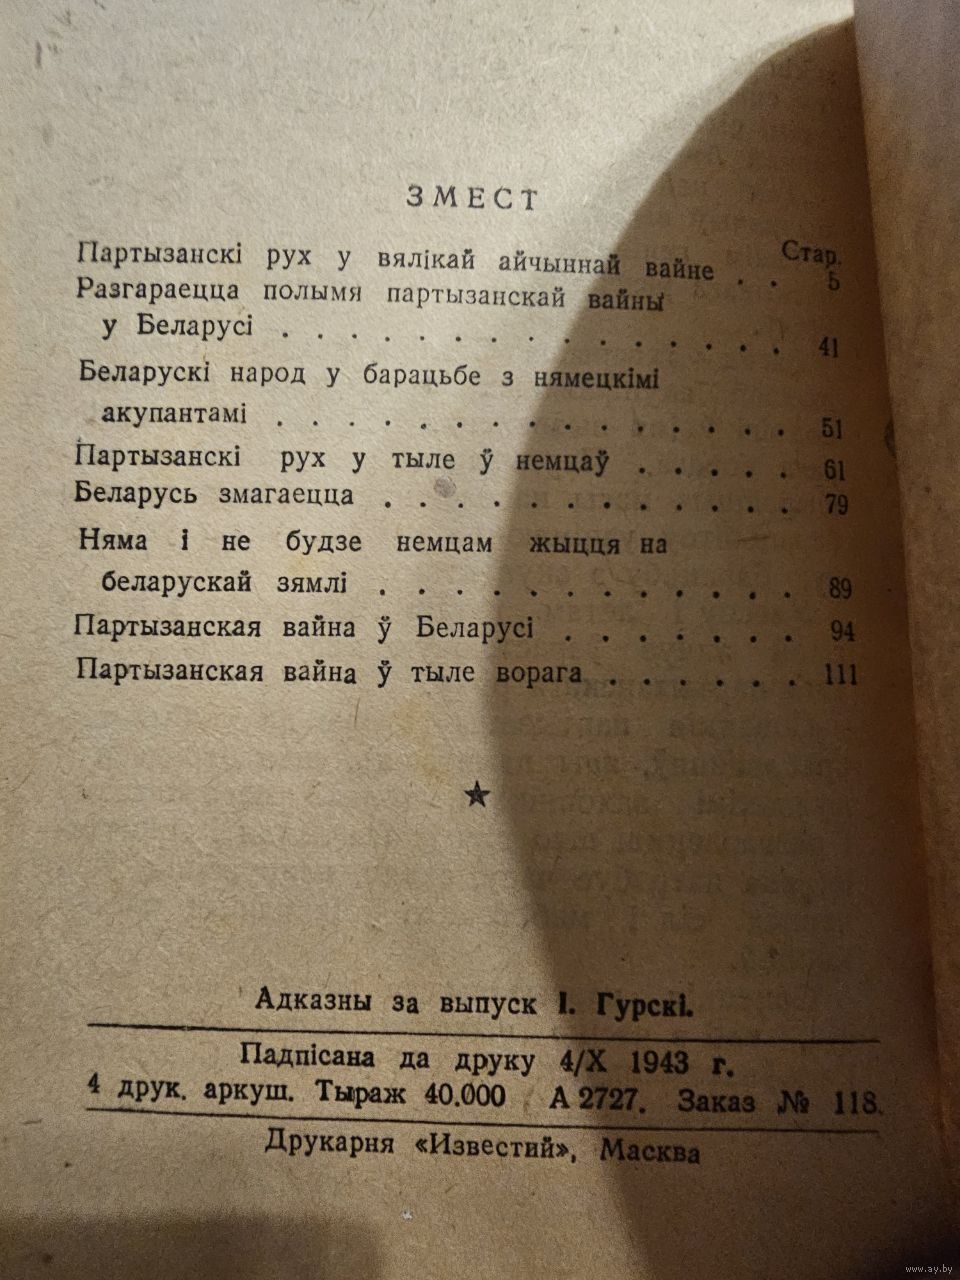 ЗМЕСТ
Стар.
Партызанскі рух у вялікай айчыннай вайне . . 5
Разгараецца полымя партызанскай вайны
у Беларусі . . . . . . . . . . . . . . 41
Беларускі народ у барацьбе з нямецкімі
акупантамі . . . . . . . . . . . . . . . 51
Партызанскі рух у тыле ў немцаў . . . . . 61
Беларусь змагаецца . . . . . . . . . . . . 79
Няма і не будзе немцам жыцця на
беларускай зямлі . . . . . . . . . . . . 89
Партызанская вайна ў Беларусі . . . . . . . 94
Партызанская вайна ў тыле ворага . . . . . . 111
★
Адказны за выпуск І. Гурскі.
Падпісана да друку 4/X 1943 г.
4 друк. аркуш. Тыраж 40.000 А 2727. Заказ № 118.
Друкарня «Известий», Масква
www.ay.by